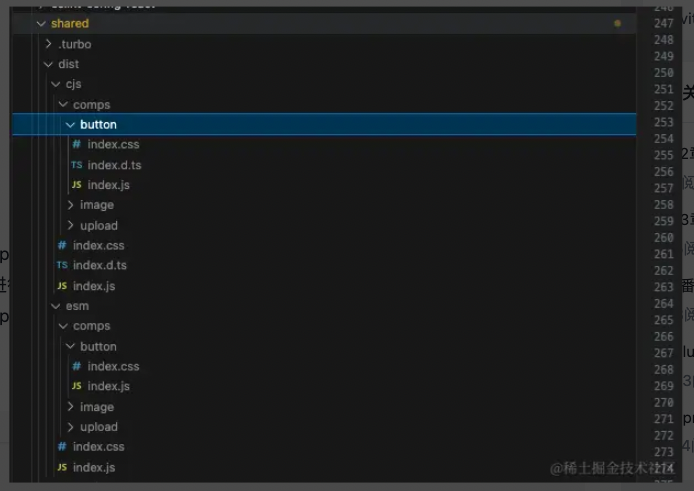 shared
247
.turbo
248
dist
249
250
cjs
251
comps
252
button
253
# index.css
254
255
TS index.d.ts
256
JS index.js
257
image
258
upload
259
260
# index.css
261
TS index.d.ts
262
JS index.js
263
esm
264
comps
265
266
button
267
# index.css
268
JS index.js
269
image
270
271
upload
272
# index.css
273
JS index.js
274
@稀土掘金技术社区